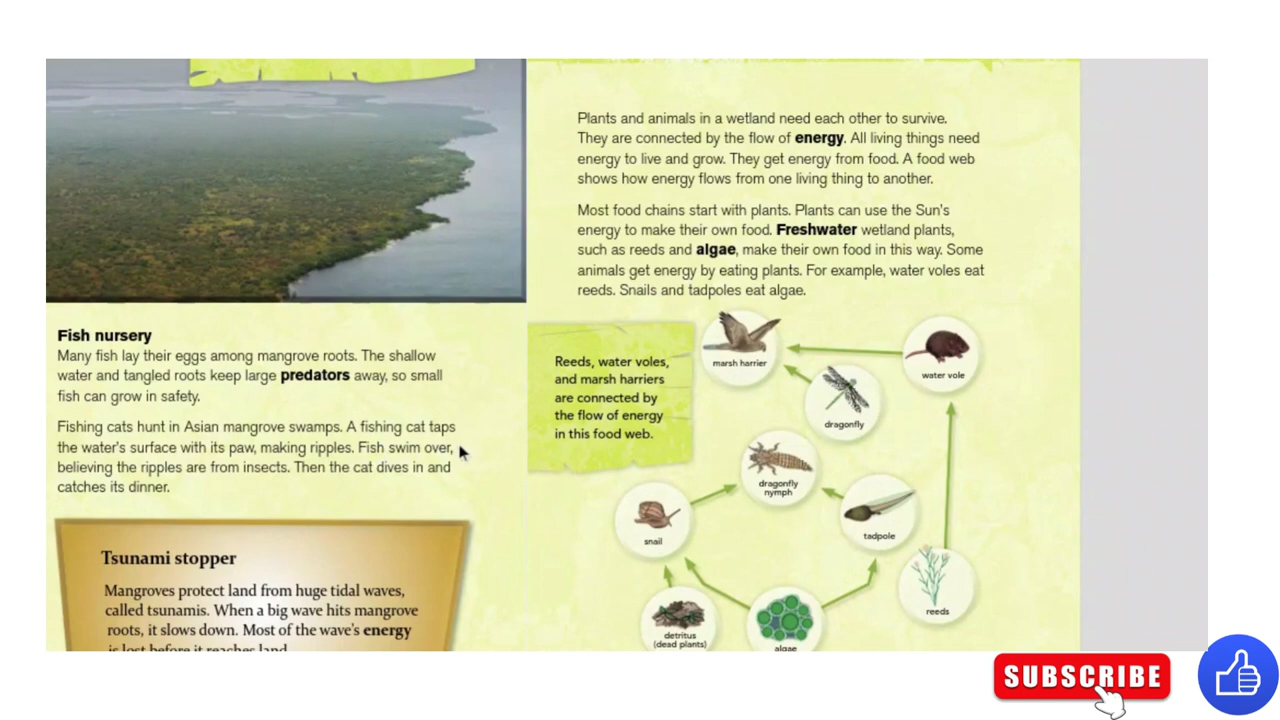 Fish nursery
Many fish lay their eggs among mangrove roots. The shallow
water and tangled roots keep large predators away, so small
fish can grow in safety.
Fishing cats hunt in Asian mangrove swamps. A fishing cat taps
the water's surface with its paw, making ripples. Fish swim over,
believing the ripples are from insects. Then the cat dives in and
catches its dinner.
Tsunami stopper
Mangroves protect land from huge tidal waves,
called tsunamis. When a big wave hits mangrove
roots, it slows down. Most of the wave's energy
is lost before it reaches land
Plants and animals in a wetland need each other to survive.
They are connected by the flow of energy. All living things need
energy to live and grow. They get energy from food. A food web
shows how energy flows from one living thing to another.
Most food chains start with plants. Plants can use the Sun's
energy to make their own food. Freshwater wetland plants,
such as reeds and algae, make their own food in this way. Some
animals get energy by eating plants. For example, water voles eat
reeds. Snails and tadpoles eat algae.
Reeds, water voles,
and marsh harriers
are connected by
the flow of energy
in this food web.
marsh harrier
water vole
dragonfly
dragonfly
nymph
snail
tadpole
reeds
detritus
(dead plants)
algae
SUBSCRIBE